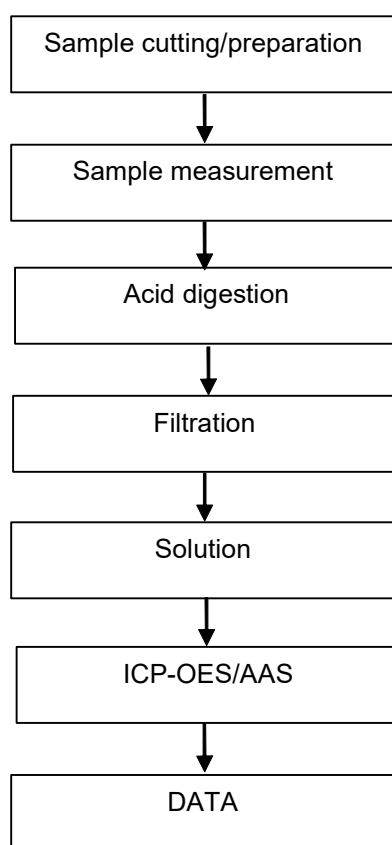 Sample cutting/preparation
Sample measurement
Acid digestion
Filtration
Solution
ICP-OES/AAS
DATA